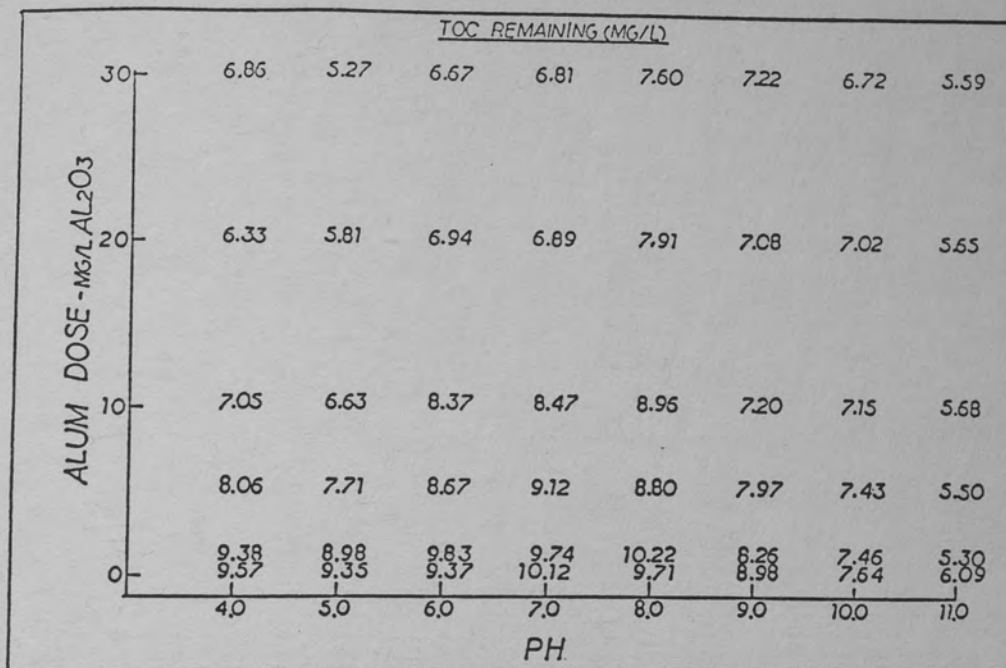 TOC REMAINING (MG/L)
30 6.86 5.27 6.67 6.81 7.60 7.22 6.72 5.59
ALUM DOSE-MG/L AL2O3
20 6.33 5.81 6.94 6.89 7.91 7.08 7.02 5.65
10 7.05 6.63 8.37 8.47 8.96 7.20 7.15 5.68
8.06 7.71 8.67 9.12 8.80 7.97 7.43 5.50
9.38 8.98 9.83 9.74 10.22 8.26 7.46 5.30
0 9.57 9.35 9.37 10.12 9.71 8.98 7.64 6.09
4.0 5.0 6.0 7.0 8.0 9.0 10.0 11.0
PH